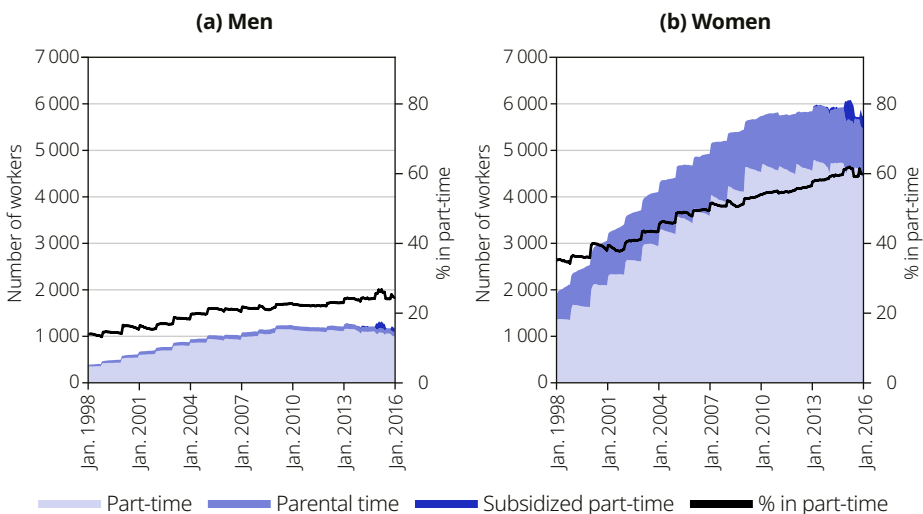 (a) Men
Number of workers
7 000
6 000
5 000
4 000
3 000
2 000
1 000
0
80
60
40
20
0
% in part-time
Jan. 1998
Jan. 2001
Jan. 2004
Jan. 2007
Jan. 2010
Jan. 2013
Jan. 2016
(b) Women
Number of workers
7 000
6 000
5 000
4 000
3 000
2 000
1 000
0
80
60
40
20
0
% in part-time
Jan. 1998
Jan. 2001
Jan. 2004
Jan. 2007
Jan. 2010
Jan. 2013
Jan. 2016
Part-time Parental time Subsidized part-time % in part-time